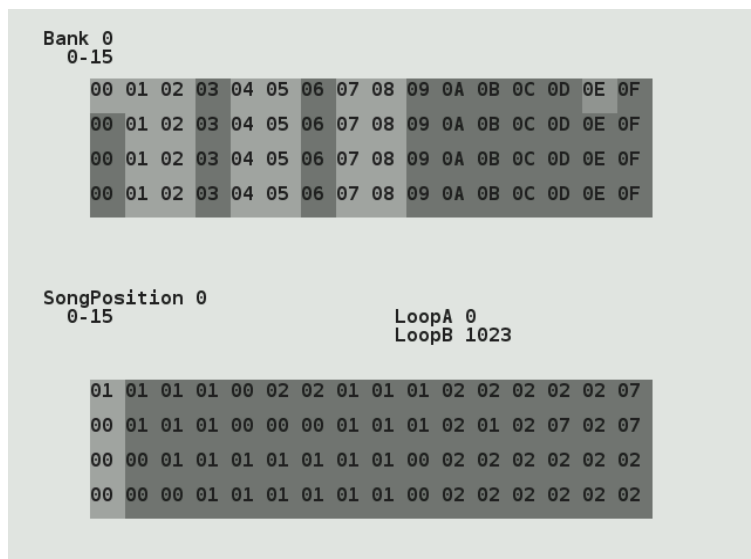 Bank 0
0-15
00 01 02 03 04 05 06 07 08 09 0A 0B 0C 0D 0E 0F
00 01 02 03 04 05 06 07 08 09 0A 0B 0C 0D 0E 0F
00 01 02 03 04 05 06 07 08 09 0A 0B 0C 0D 0E 0F
00 01 02 03 04 05 06 07 08 09 0A 0B 0C 0D 0E 0F
SongPosition 0
0-15
LoopA 0
LoopB 1023
01 01 01 01 00 02 02 01 01 01 02 02 02 02 02 07
00 01 01 01 00 00 00 01 01 01 02 01 02 07 02 07
00 00 01 01 01 01 01 01 01 00 02 02 02 02 02 02
00 00 00 01 01 01 01 01 01 00 02 02 02 02 02 02